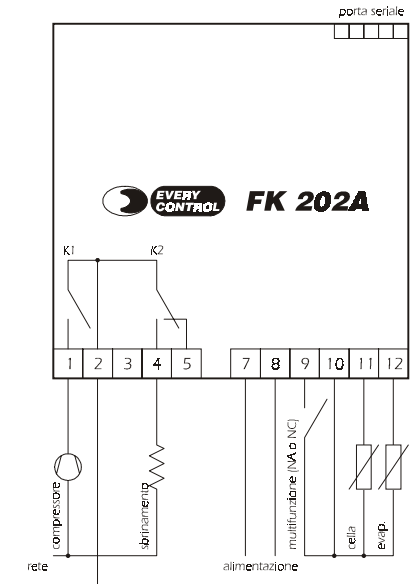 porta seriale
EVERY
CONTROL
FK 202A
K1 K2
1 2 3 4 5 7 8 9 10 11 12
compressore
sbrinamento
multifunzione (NA o NC)
cella
evap.
rete
alimentazione